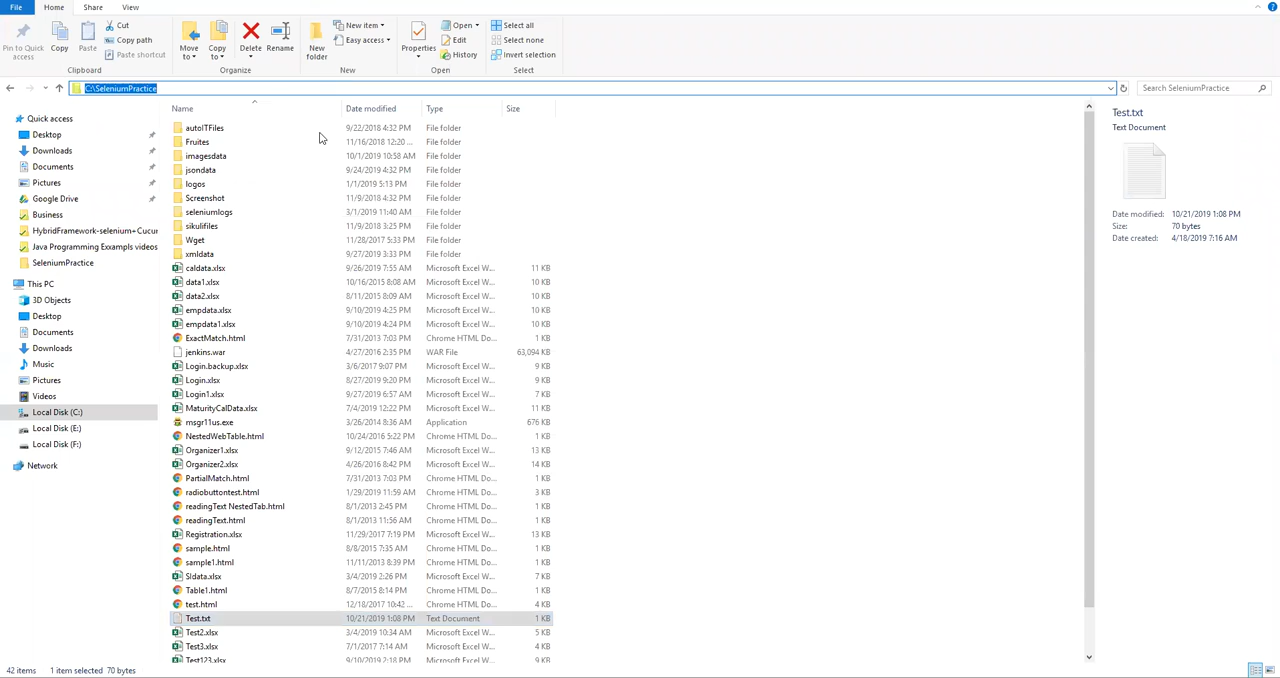 File Home Share View
Pin to Quick access
Copy
Paste
Cut
Copy path
Paste shortcut
Clipboard
Move to
Copy to
Delete
Rename
Organize
New folder
New item
Easy access
New
Properties
Open
Edit
History
Open
Select all
Select none
Invert selection
Select
C:\SeleniumPractice
Search SeleniumPractice
Quick access
Desktop
Downloads
Documents
Pictures
Google Drive
Business
HybridFramework-selenium+Cucur
Java Programming Exampls videos
SeleniumPractice
This PC
3D Objects
Desktop
Documents
Downloads
Music
Pictures
Videos
Local Disk (C:)
Local Disk (E:)
Local Disk (F:)
Network
Name Date modified Type Size
autoITFiles 9/22/2018 4:32 PM File folder
Fruites 11/16/2018 12:20 ... File folder
imagesdata 10/1/2019 10:58 AM File folder
jsondata 9/24/2019 4:32 PM File folder
logos 1/1/2019 5:13 PM File folder
Screenshot 11/9/2018 4:32 PM File folder
seleniumlogs 3/1/2019 11:40 AM File folder
sikulifiles 11/9/2018 3:25 PM File folder
Wget 11/28/2017 5:33 PM File folder
xmldata 9/27/2019 3:33 PM File folder
caldata.xlsx 9/26/2019 7:55 AM Microsoft Excel W... 11 KB
data1.xlsx 10/16/2015 8:08 AM Microsoft Excel W... 10 KB
data2.xlsx 8/11/2015 8:09 AM Microsoft Excel W... 10 KB
empdata.xlsx 9/10/2019 4:25 PM Microsoft Excel W... 10 KB
empdata1.xlsx 9/10/2019 4:24 PM Microsoft Excel W... 10 KB
ExactMatch.html 7/31/2013 7:03 PM Chrome HTML Do... 1 KB
jenkins.war 4/27/2016 2:35 PM WAR File 63,094 KB
Login.backup.xlsx 3/6/2017 9:07 PM Microsoft Excel W... 9 KB
Login.xlsx 8/27/2019 9:20 PM Microsoft Excel W... 9 KB
Login1.xlsx 9/27/2019 6:57 AM Microsoft Excel W... 7 KB
MaturityCalData.xlsx 7/4/2019 12:22 PM Microsoft Excel W... 11 KB
msgr11us.exe 3/26/2014 8:36 AM Application 676 KB
NestedWebTable.html 10/24/2016 5:22 PM Chrome HTML Do... 1 KB
Organizer1.xlsx 9/12/2015 7:46 AM Microsoft Excel W... 13 KB
Organizer2.xlsx 4/26/2016 8:42 PM Microsoft Excel W... 14 KB
PartialMatch.html 7/31/2013 7:03 PM Chrome HTML Do... 1 KB
radiobuttontest.html 1/29/2019 11:59 AM Chrome HTML Do... 3 KB
readingText NestedTab.html 8/1/2013 2:45 PM Chrome HTML Do... 1 KB
readingText.html 8/1/2013 11:56 AM Chrome HTML Do... 1 KB
Registration.xlsx 11/29/2017 7:19 PM Microsoft Excel W... 13 KB
sample.html 8/8/2015 7:35 AM Chrome HTML Do... 1 KB
sample1.html 11/11/2013 8:39 PM Chrome HTML Do... 1 KB
Sldata.xlsx 3/4/2019 2:26 PM Microsoft Excel W... 7 KB
Table1.html 8/7/2015 8:14 PM Chrome HTML Do... 1 KB
test.html 12/18/2017 10:42 ... Chrome HTML Do... 4 KB
Test.txt 10/21/2019 1:08 PM Text Document 1 KB
Test2.xlsx 3/4/2019 10:34 AM Microsoft Excel W... 5 KB
Test3.xlsx 7/1/2017 7:14 AM Microsoft Excel W... 4 KB
Test123.xlsx 9/10/2019 2:18 PM Microsoft Excel W... 9 KB
Test.txt
Text Document
Date modified: 10/21/2019 1:08 PM
Size: 70 bytes
Date created: 4/18/2019 7:16 AM
42 items 1 item selected 70 bytes